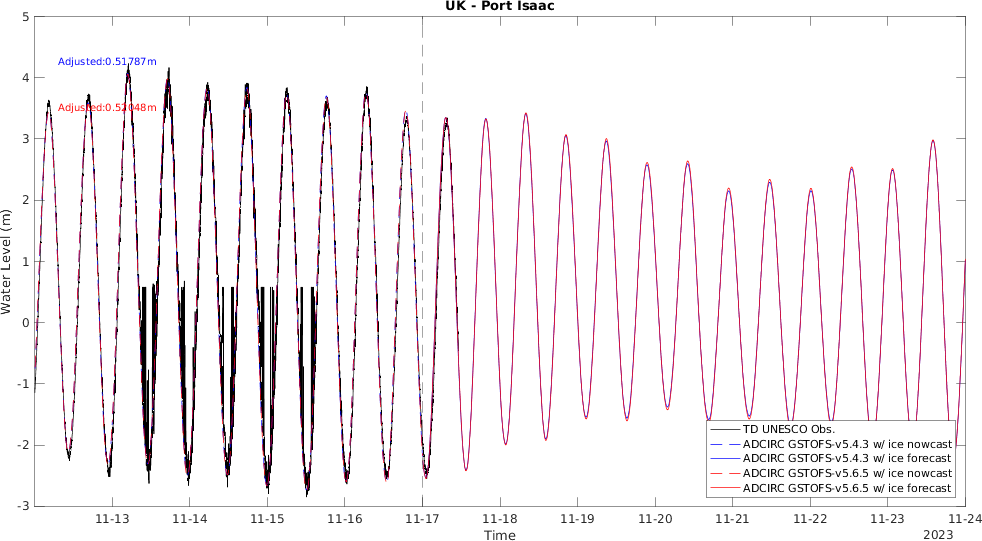 UK - Port Isaac
5
4
3
2
1
0
-1
-2
-3
Water Level (m)
Adjusted:0.51787m
Adjusted:0.52048m
TD UNESCO Obs.
ADCIRC GSTOFS-v5.4.3 w/ ice nowcast
ADCIRC GSTOFS-v5.4.3 w/ ice forecast
ADCIRC GSTOFS-v5.6.5 w/ ice nowcast
ADCIRC GSTOFS-v5.6.5 w/ ice forecast
11-13 11-14 11-15 11-16 11-17 11-18 11-19 11-20 11-21 11-22 11-23 11-24
Time
2023